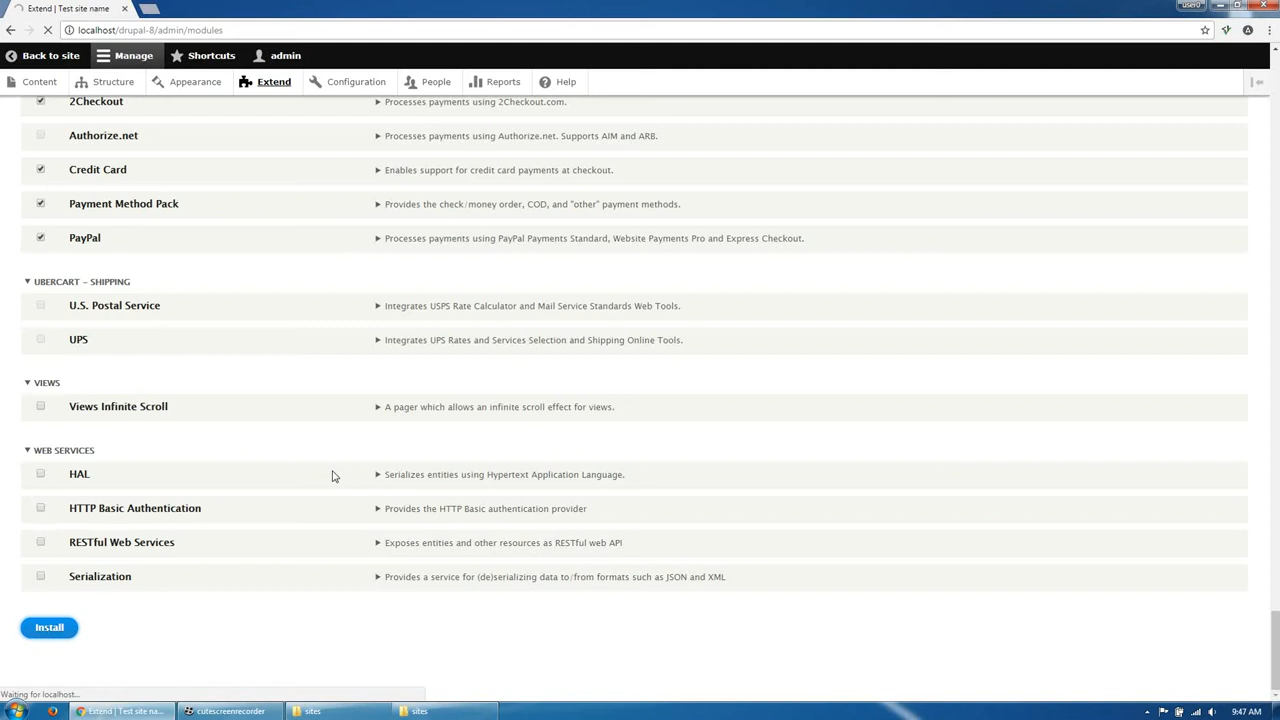 Extend | Test site name
user0
localhost/drupal-8/admin/modules
Back to site Manage Shortcuts admin
Content Structure Appearance Extend Configuration People Reports Help
2Checkout Processes payments using 2Checkout.com.
Authorize.net Processes payments using Authorize.net. Supports AIM and ARB.
Credit Card Enables support for credit card payments at checkout.
Payment Method Pack Provides the check/money order, COD, and "other" payment methods.
PayPal Processes payments using PayPal Payments Standard, Website Payments Pro and Express Checkout.
UBERCART – SHIPPING
U.S. Postal Service Integrates USPS Rate Calculator and Mail Service Standards Web Tools.
UPS Integrates UPS Rates and Services Selection and Shipping Online Tools.
VIEWS
Views Infinite Scroll A pager which allows an infinite scroll effect for views.
WEB SERVICES
HAL Serializes entities using Hypertext Application Language.
HTTP Basic Authentication Provides the HTTP Basic authentication provider
RESTful Web Services Exposes entities and other resources as RESTful web API
Serialization Provides a service for (de)serializing data to/from formats such as JSON and XML
Install
Waiting for localhost...
Extend | Test site na... cutescreenrecorder sites sites 9:47 AM